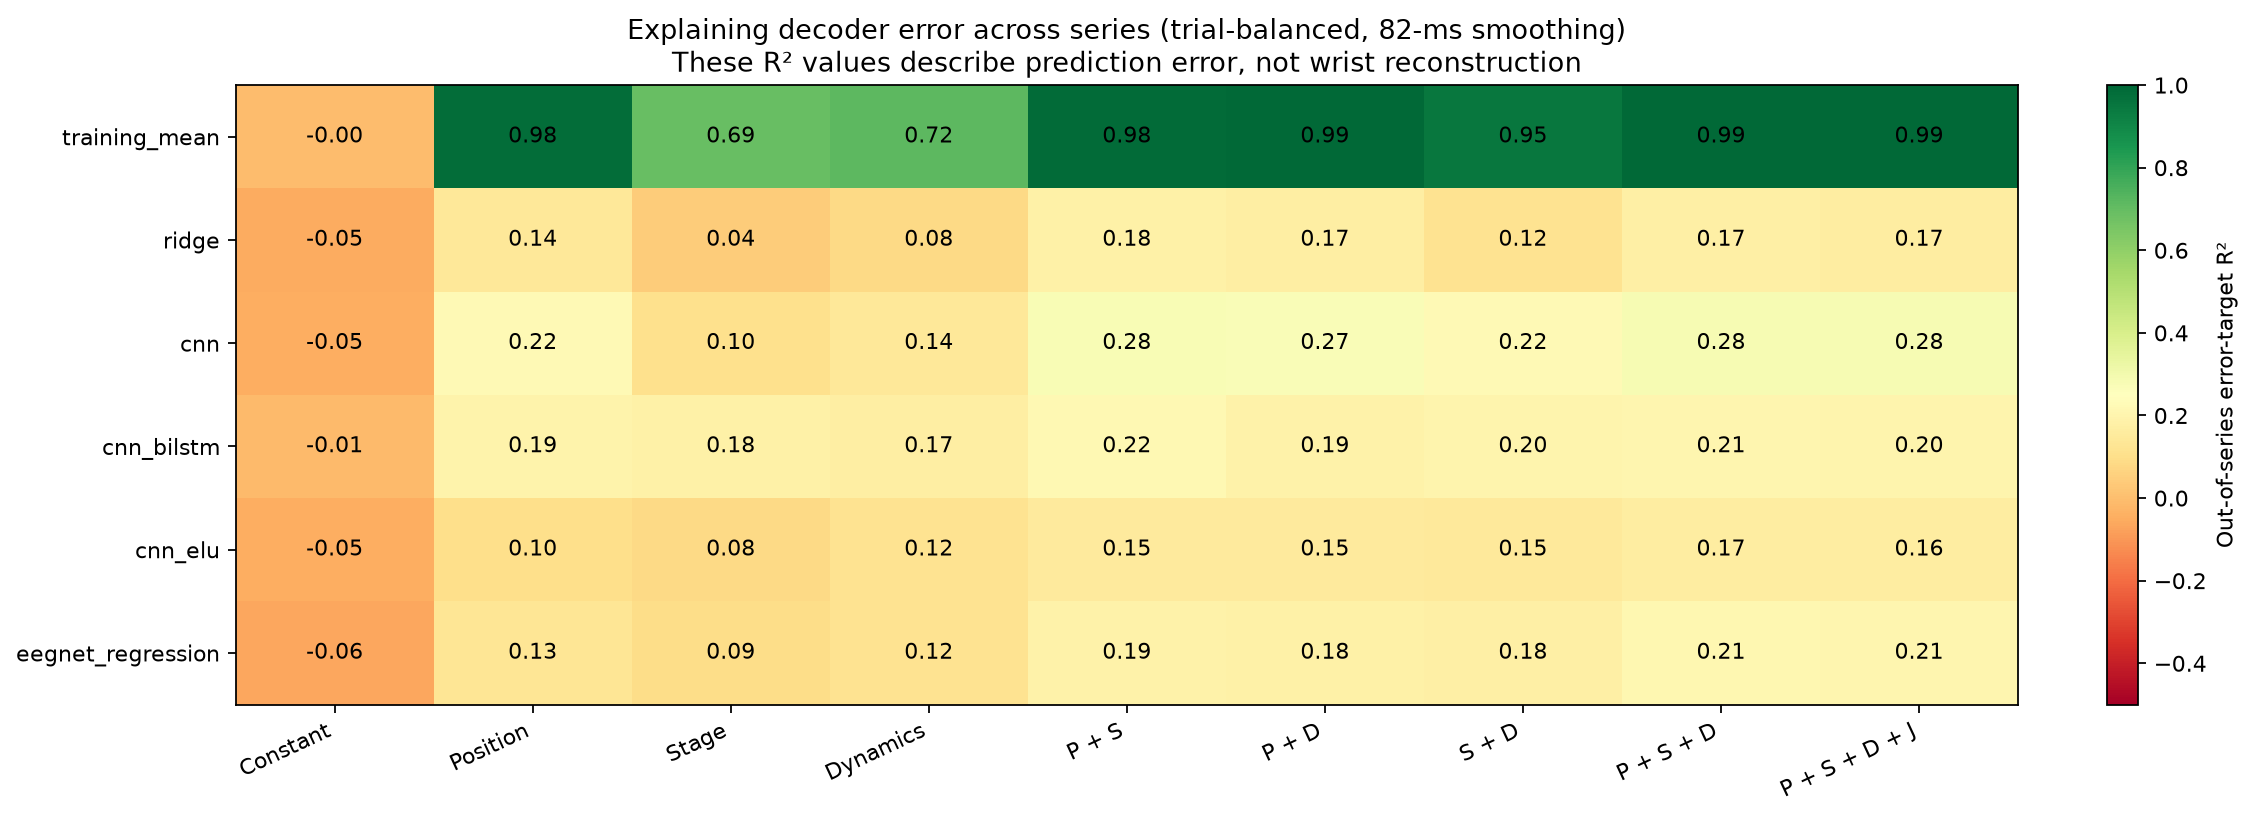 Explaining decoder error across series (trial-balanced, 82-ms smoothing)
These R² values describe prediction error, not wrist reconstruction
training_mean -0.00 0.98 0.69 0.72 0.98 0.99 0.95 0.99 0.99
ridge -0.05 0.14 0.04 0.08 0.18 0.17 0.12 0.17 0.17
cnn -0.05 0.22 0.10 0.14 0.28 0.27 0.22 0.28 0.28
cnn_bilstm -0.01 0.19 0.18 0.17 0.22 0.19 0.20 0.21 0.20
cnn_elu -0.05 0.10 0.08 0.12 0.15 0.15 0.15 0.17 0.16
eegnet_regression -0.06 0.13 0.09 0.12 0.19 0.18 0.18 0.21 0.21
Constant Position Stage Dynamics P + S P + D S + D P + S + D P + S + D + J
1.0
0.8
0.6
0.4
0.2
0.0
−0.2
−0.4
Out-of-series error-target R²